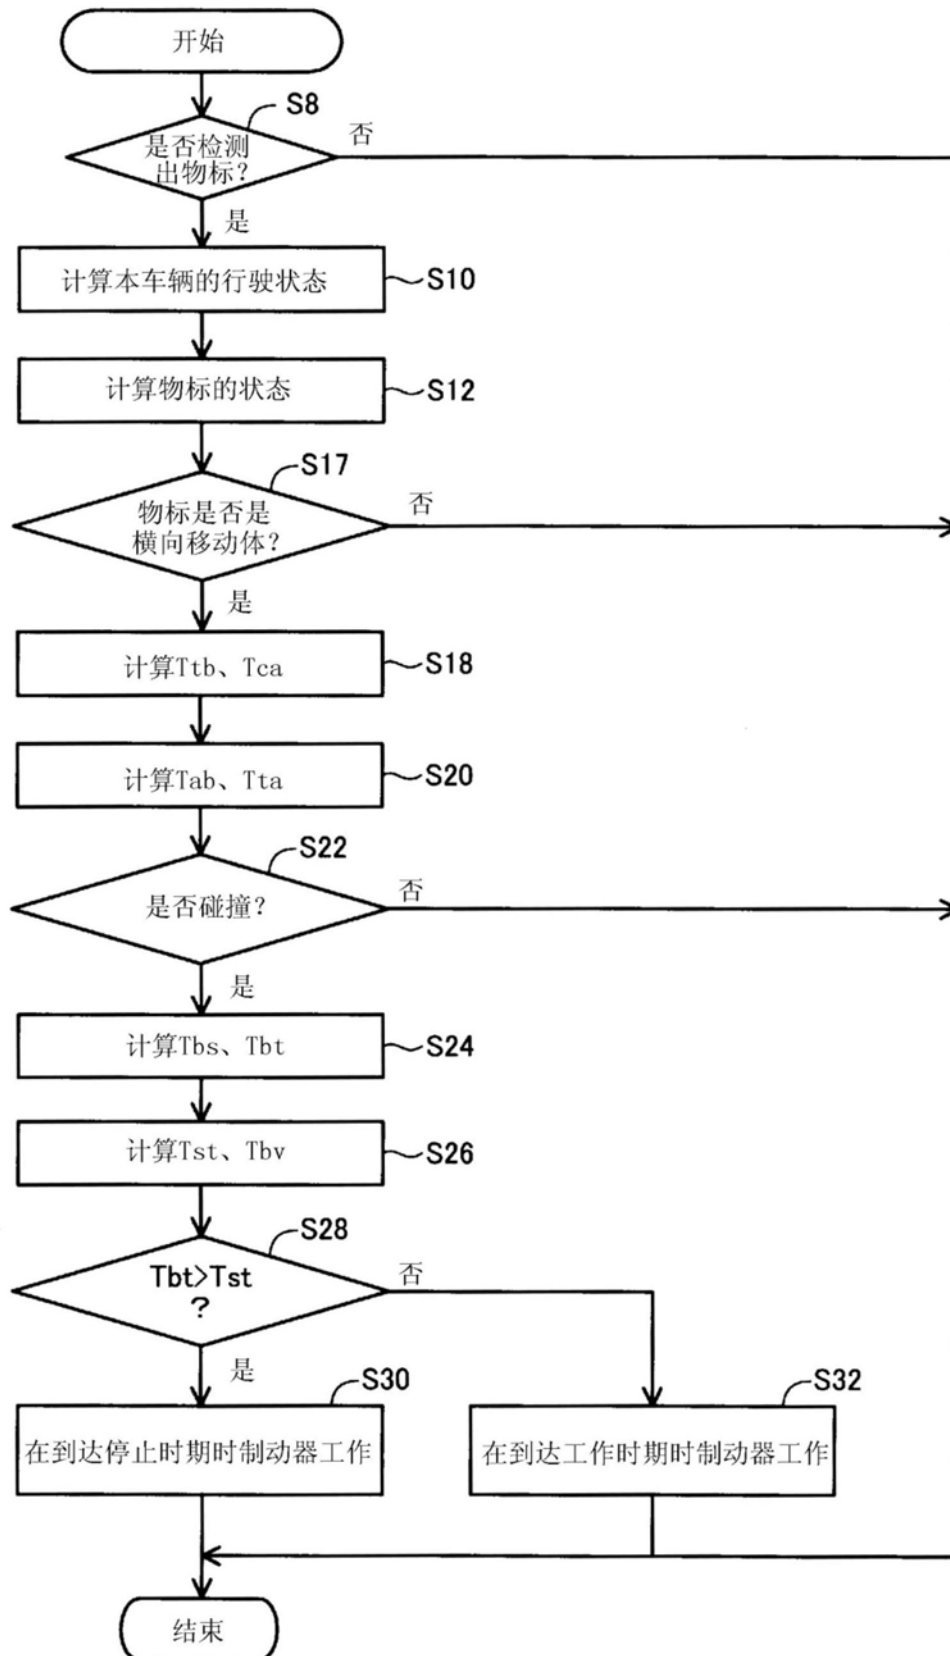 开始
S8
否
是否检测
出物标?
是
计算本车辆的行驶状态
S10
计算物标的状态
S12
S17
否
物标是否是
横向移动体?
是
计算Ttb、Tca
S18
计算Tab、Tta
S20
S22
否
是否碰撞?
是
计算Tbs、Tbt
S24
计算Tst、Tbv
S26
S28
否
Tbt>Tst
?
是
S30
S32
在到达停止时期时制动器工作
在到达工作时期时制动器工作
结束